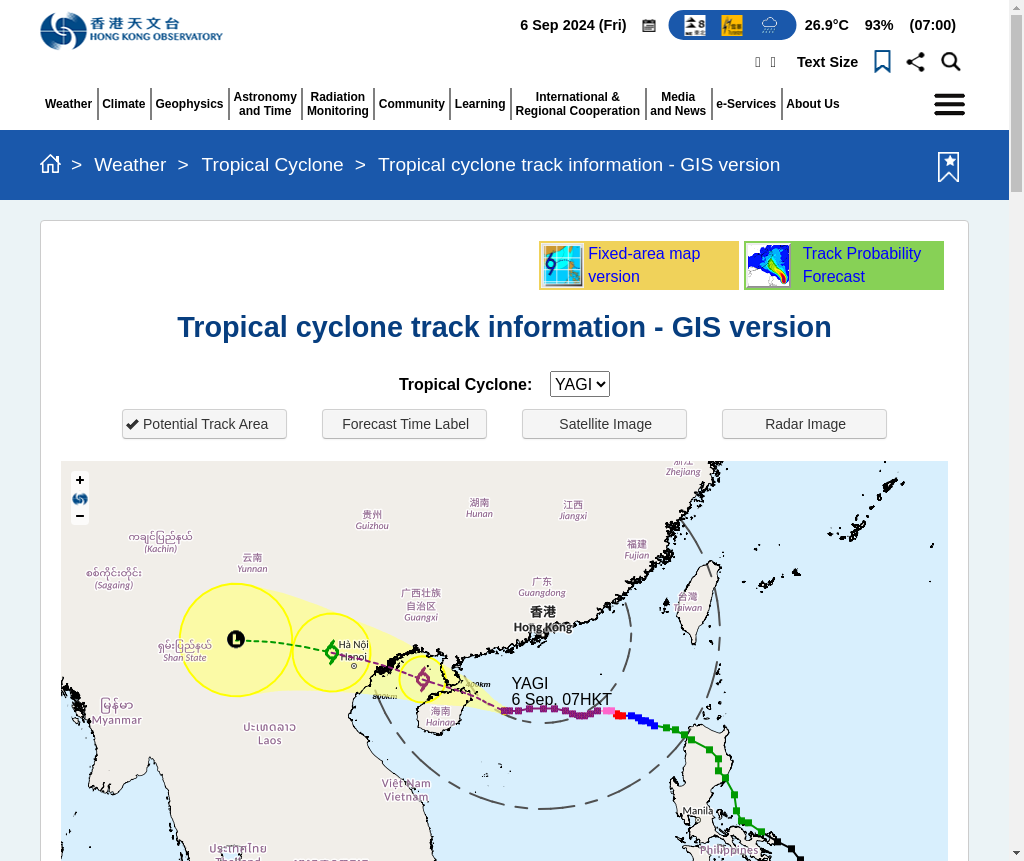 香港天文台
HONG KONG OBSERVATORY
6 Sep 2024 (Fri)
26.9°C 93% (07:00)
Text Size
Weather
Climate
Geophysics
Astronomy and Time
Radiation Monitoring
Community
Learning
International & Regional Cooperation
Media and News
e-Services
About Us
> Weather > Tropical Cyclone > Tropical cyclone track information - GIS version
Fixed-area map
version
Track Probability
Forecast
Tropical cyclone track information - GIS version
Tropical Cyclone: YAGI
Potential Track Area
Forecast Time Label
Satellite Image
Radar Image
+
−
浙江
Zhejiang
湖南
Hunan
江西
Jiangxi
贵州
Guizhou
ကချင်ပြည်နယ်
(Kachin)
福建
Fujian
云南
Yunnan
စစ်ကိုင်းတိုင်း
(Sagaing)
广东
Guangdong
广西壮族
自治区
Guangxi
台灣
Taiwan
香港
Hong Kong
ရှမ်းပြည်နယ်
Shan State
Hà Nội
Hanoi
L
YAGI
6 Sep, 07HKT
800km
海南
Hainan
မြန်မာ
Myanmar
ປະເທດລາວ
Laos
Việt Nam
Vietnam
Manila
ประเทศไทย
Thailand
Philippines